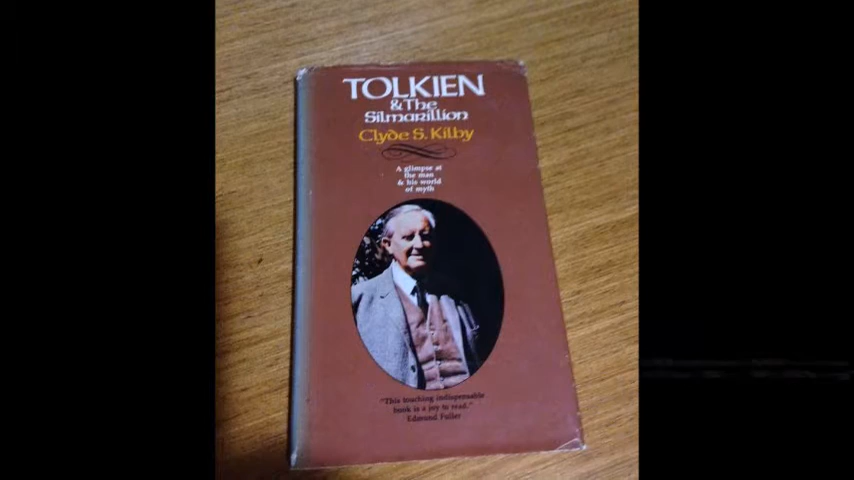 TOLKIEN
& The
Silmarillion
Clyde S. Kilby
A glimpse at
the man
& his world
of myth
"This touching indispensable
book is a joy to read."
Edmund Fuller